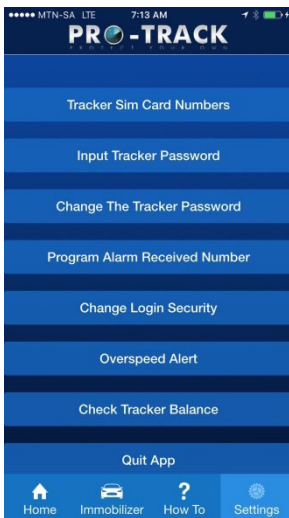 MTN-SA LTE 7:13 AM
PRO-TRACK
PROTECT YOUR OWN
Tracker Sim Card Numbers
Input Tracker Password
Change The Tracker Password
Program Alarm Received Number
Change Login Security
Overspeed Alert
Check Tracker Balance
Quit App
Home Immobilizer How To Settings